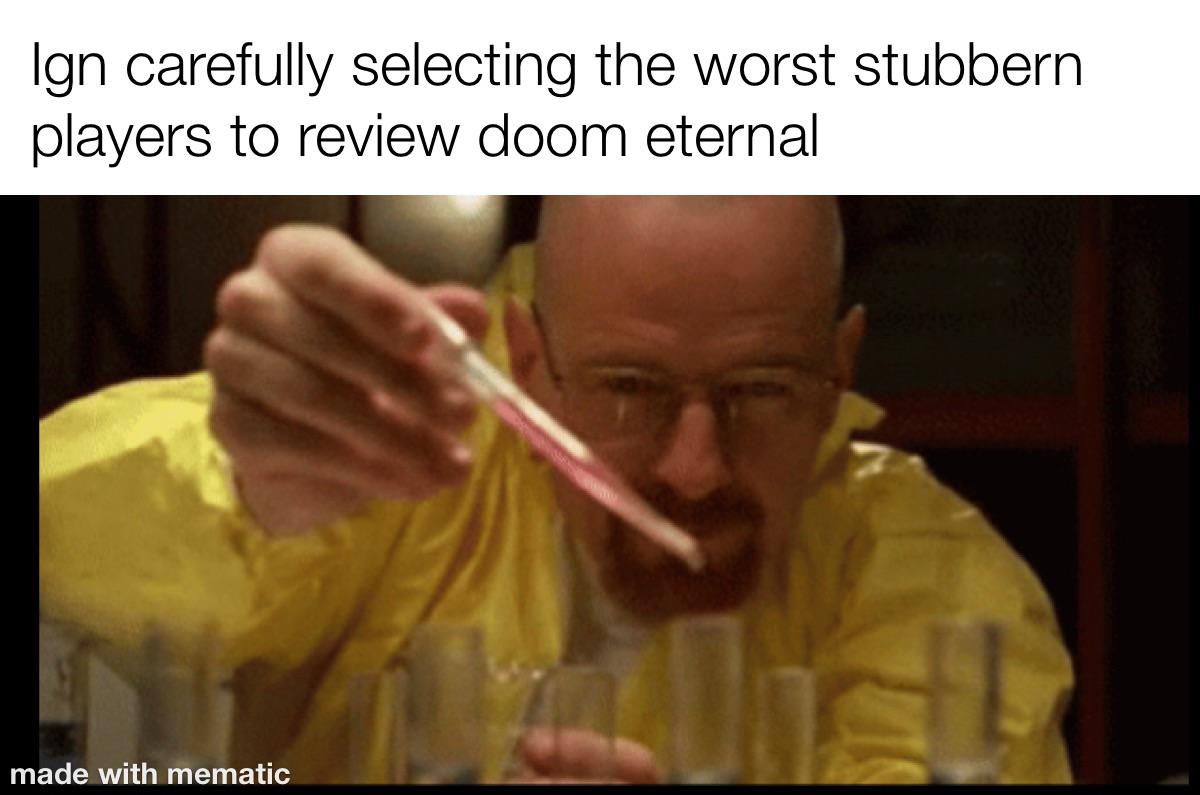 Ign carefully selecting the worst stubbern
players to review doom eternal
made with mematic